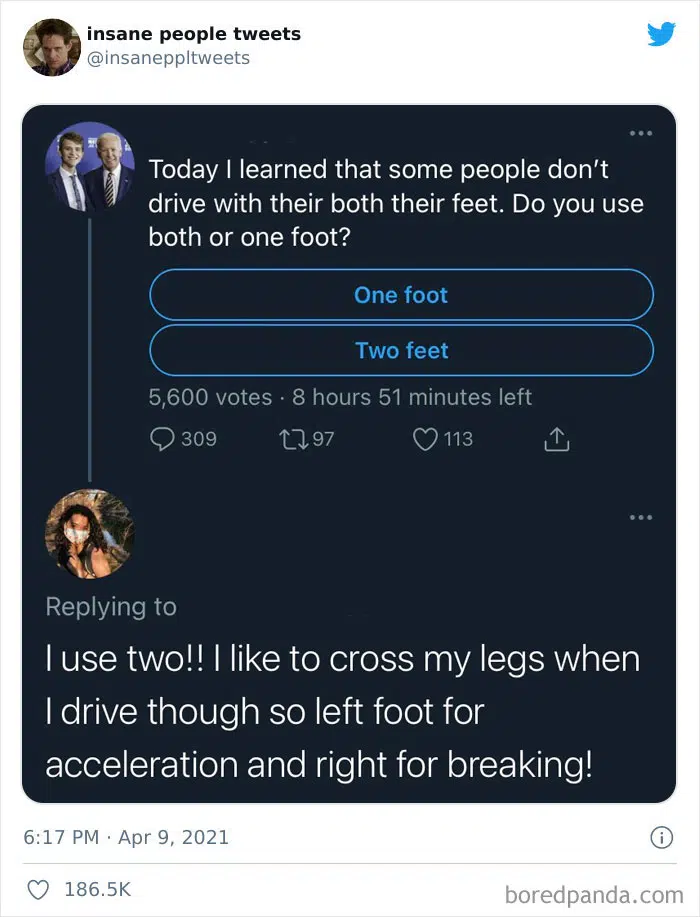 insane people tweets
@insaneppltweets
Today I learned that some people don’t
drive with their both their feet. Do you use
both or one foot?
One foot
Two feet
5,600 votes · 8 hours 51 minutes left
309 97 113
Replying to
I use two!! I like to cross my legs when
I drive though so left foot for
acceleration and right for breaking!
6:17 PM · Apr 9, 2021
186.5K
boredpanda.com